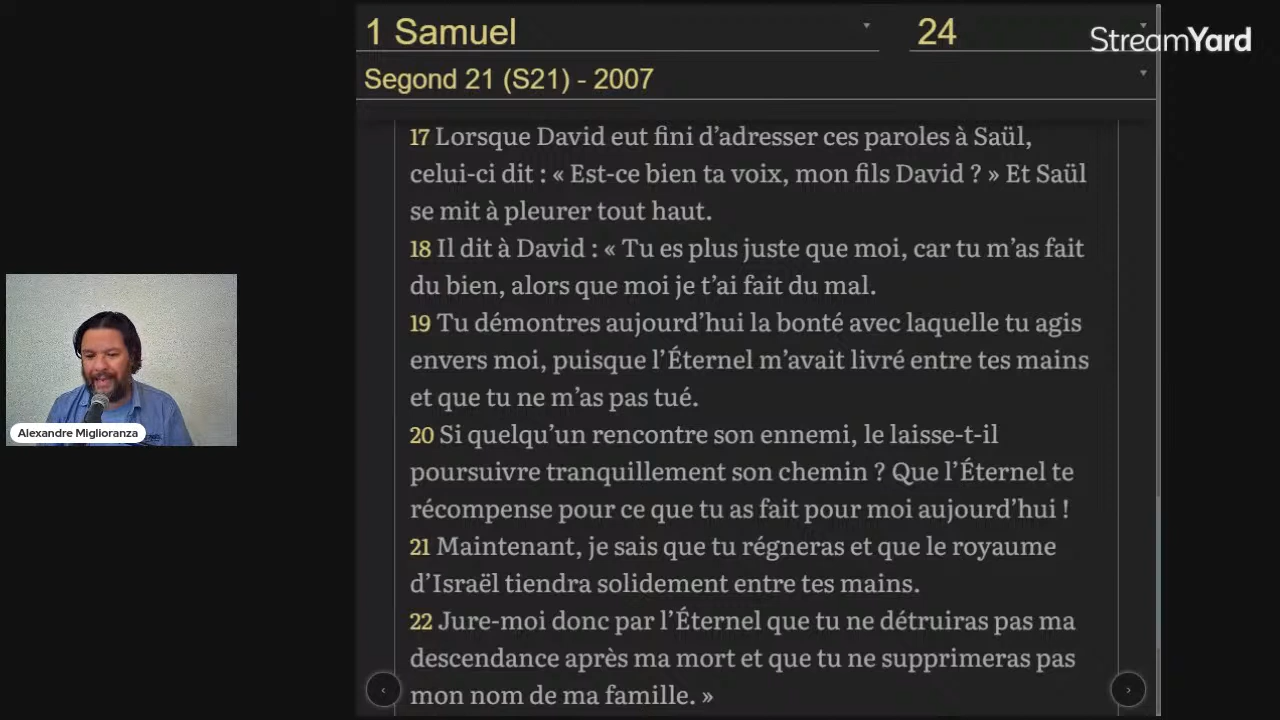 1 Samuel
24
StreamYard
Segond 21 (S21) - 2007
17 Lorsque David eut fini d’adresser ces paroles à Saül,
celui-ci dit : « Est-ce bien ta voix, mon fils David ? » Et Saül
se mit à pleurer tout haut.
18 Il dit à David : « Tu es plus juste que moi, car tu m’as fait
du bien, alors que moi je t’ai fait du mal.
19 Tu démontres aujourd’hui la bonté avec laquelle tu agis
envers moi, puisque l’Éternel m’avait livré entre tes mains
et que tu ne m’as pas tué.
20 Si quelqu’un rencontre son ennemi, le laisse-t-il
poursuivre tranquillement son chemin ? Que l’Éternel te
récompense pour ce que tu as fait pour moi aujourd’hui !
21 Maintenant, je sais que tu régneras et que le royaume
d’Israël tiendra solidement entre tes mains.
22 Jure-moi donc par l’Éternel que tu ne détruiras pas ma
descendance après ma mort et que tu ne supprimeras pas
mon nom de ma famille. »
Alexandre Miglioranza